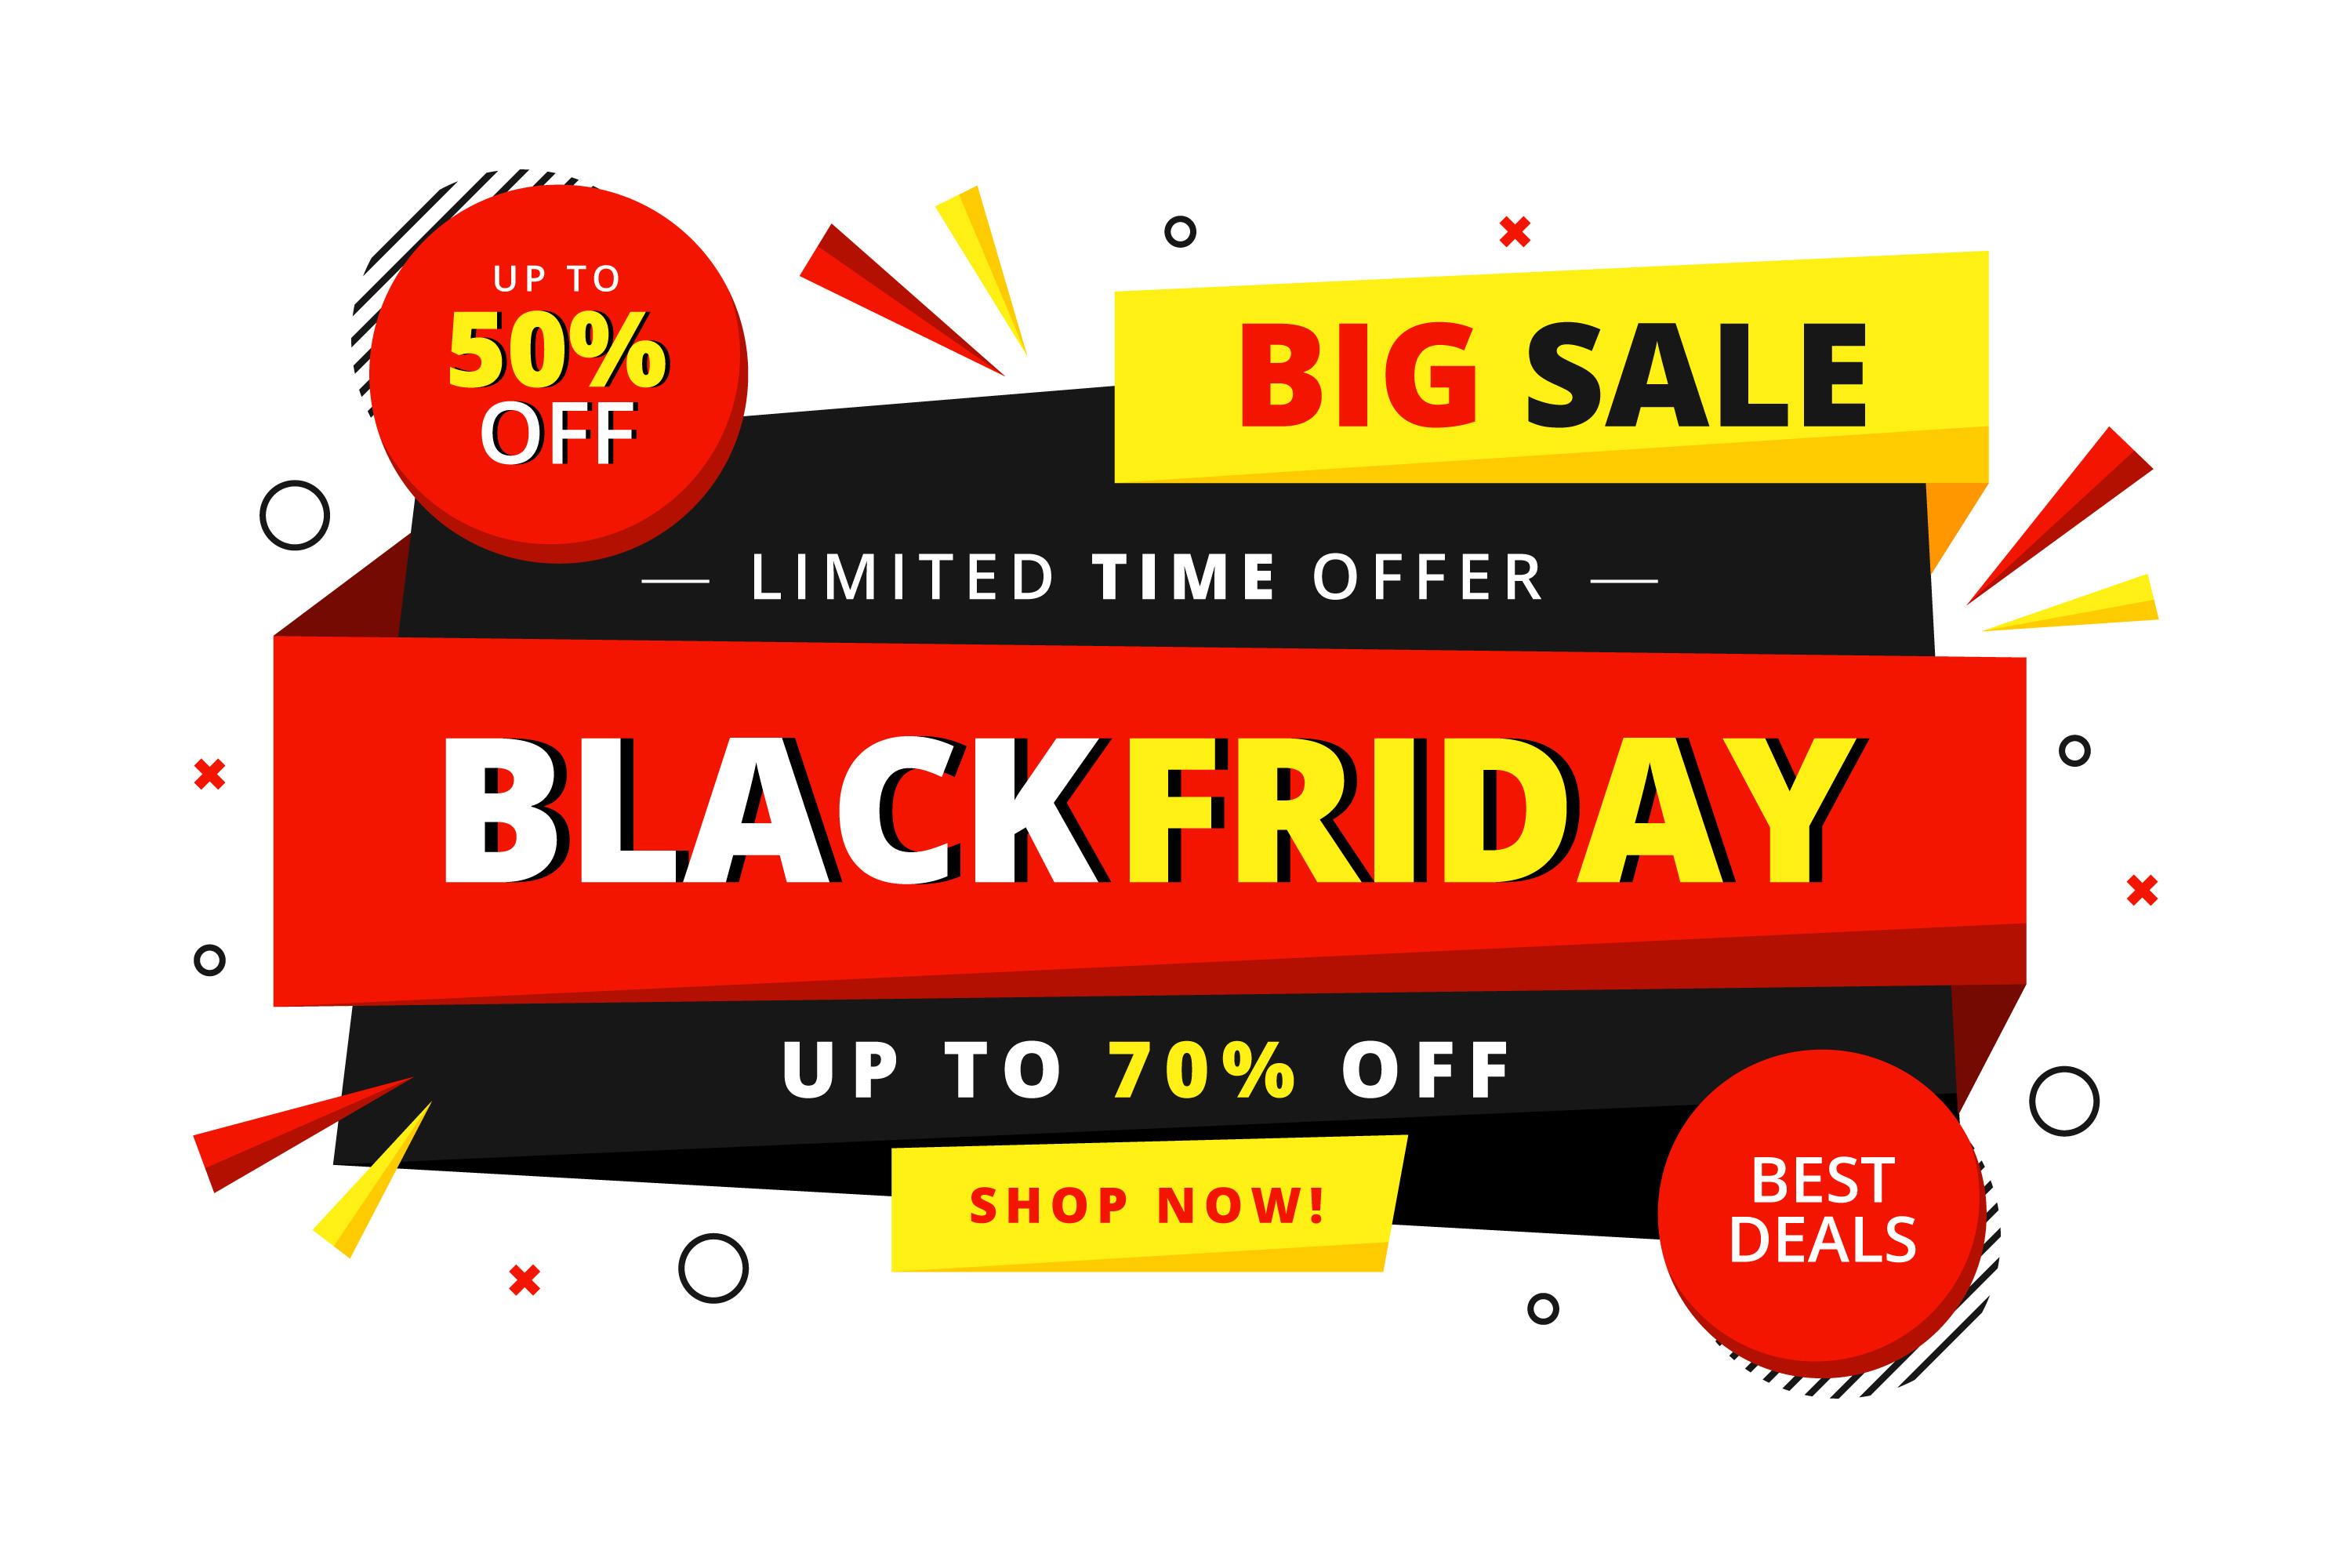 UP TO
50%
OFF
BIG SALE
LIMITED TIME OFFER
BLACK FRIDAY
UP TO 70% OFF
SHOP NOW!
BEST
DEALS